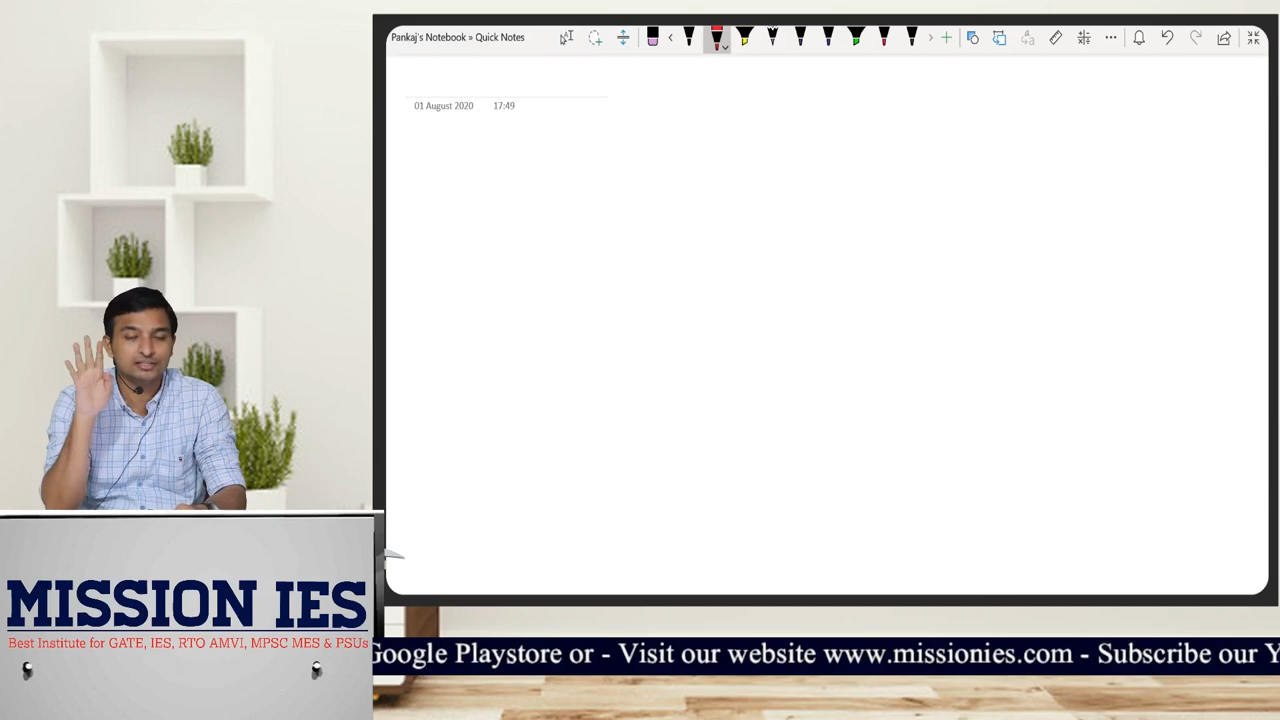 Pankaj's Notebook » Quick Notes
01 August 2020 17:49
MISSION IES
Best Institute for GATE, IES, RTO AMVI, MPSC MES & PSUs
Google Playstore or - Visit our website www.missionies.com - Subscribe our Y